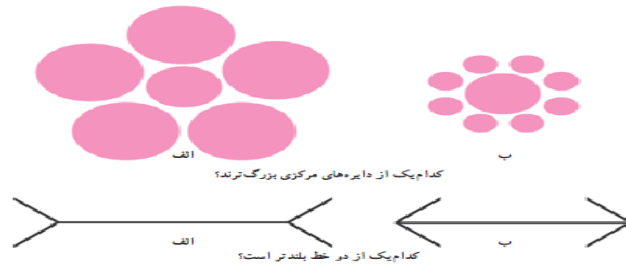 الف ب
کدام‌یک از دایره‌های مرکزی بزرگ‌ترند؟
الف ب
کدام‌یک از دو خط بلندتر است؟